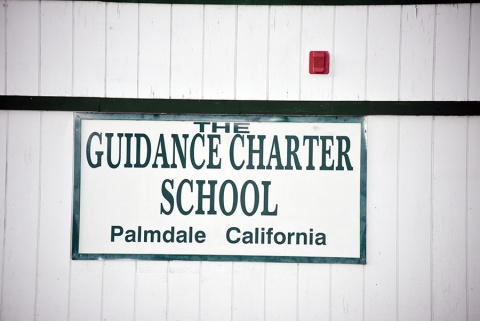 THE
GUIDANCE CHARTER
SCHOOL
Palmdale California